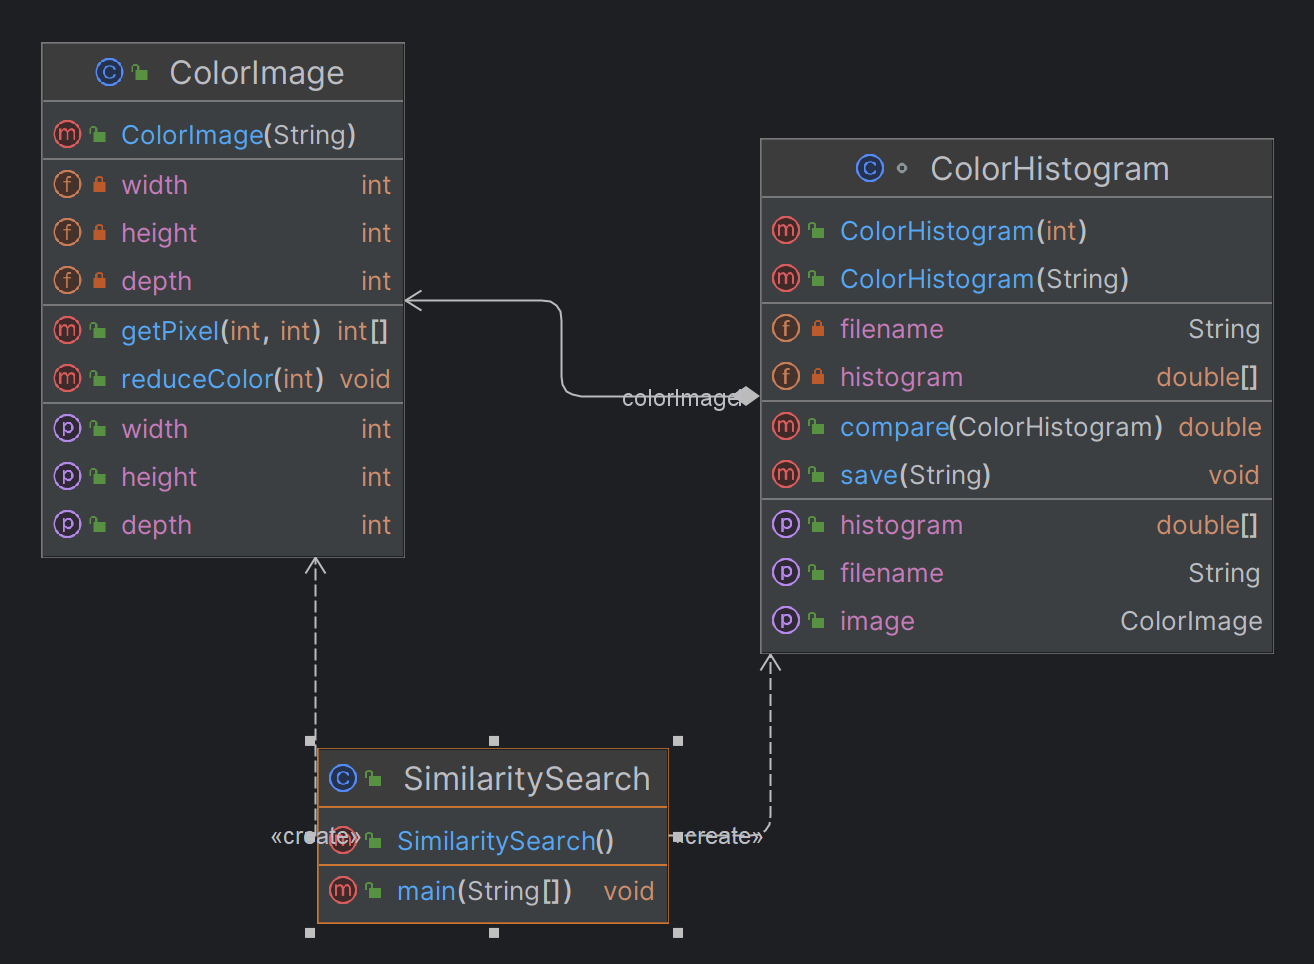 ColorImage
ColorImage(String)
width int
height int
depth int
getPixel(int, int) int[]
reduceColor(int) void
width int
height int
depth int
colorImage
ColorHistogram
ColorHistogram(int)
ColorHistogram(String)
filename String
histogram double[]
compare(ColorHistogram) double
save(String) void
histogram double[]
filename String
image ColorImage
SimilaritySearch
«create»
SimilaritySearch()
«create»
main(String[]) void